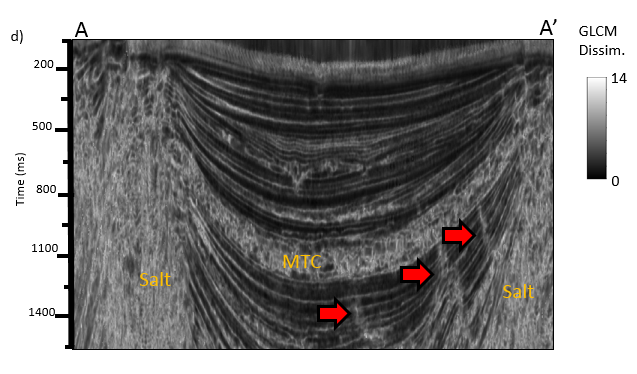 d)
A
A’
GLCM
Dissim.
14
0
200
500
800
1100
1400
Time (ms)
MTC
Salt
Salt